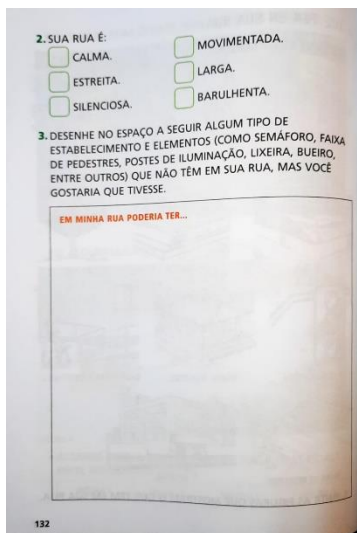 2. SUA RUA É:
CALMA.
MOVIMENTADA.
ESTREITA.
LARGA.
SILENCIOSA.
BARULHENTA.
3. DESENHE NO ESPAÇO A SEGUIR ALGUM TIPO DE
ESTABELECIMENTO E ELEMENTOS (COMO SEMÁFORO, FAIXA
DE PEDESTRES, POSTES DE ILUMINAÇÃO, LIXEIRA, BUEIRO,
ENTRE OUTROS) QUE NÃO TÊM EM SUA RUA, MAS VOCÊ
GOSTARIA QUE TIVESSE.
EM MINHA RUA PODERIA TER...
132